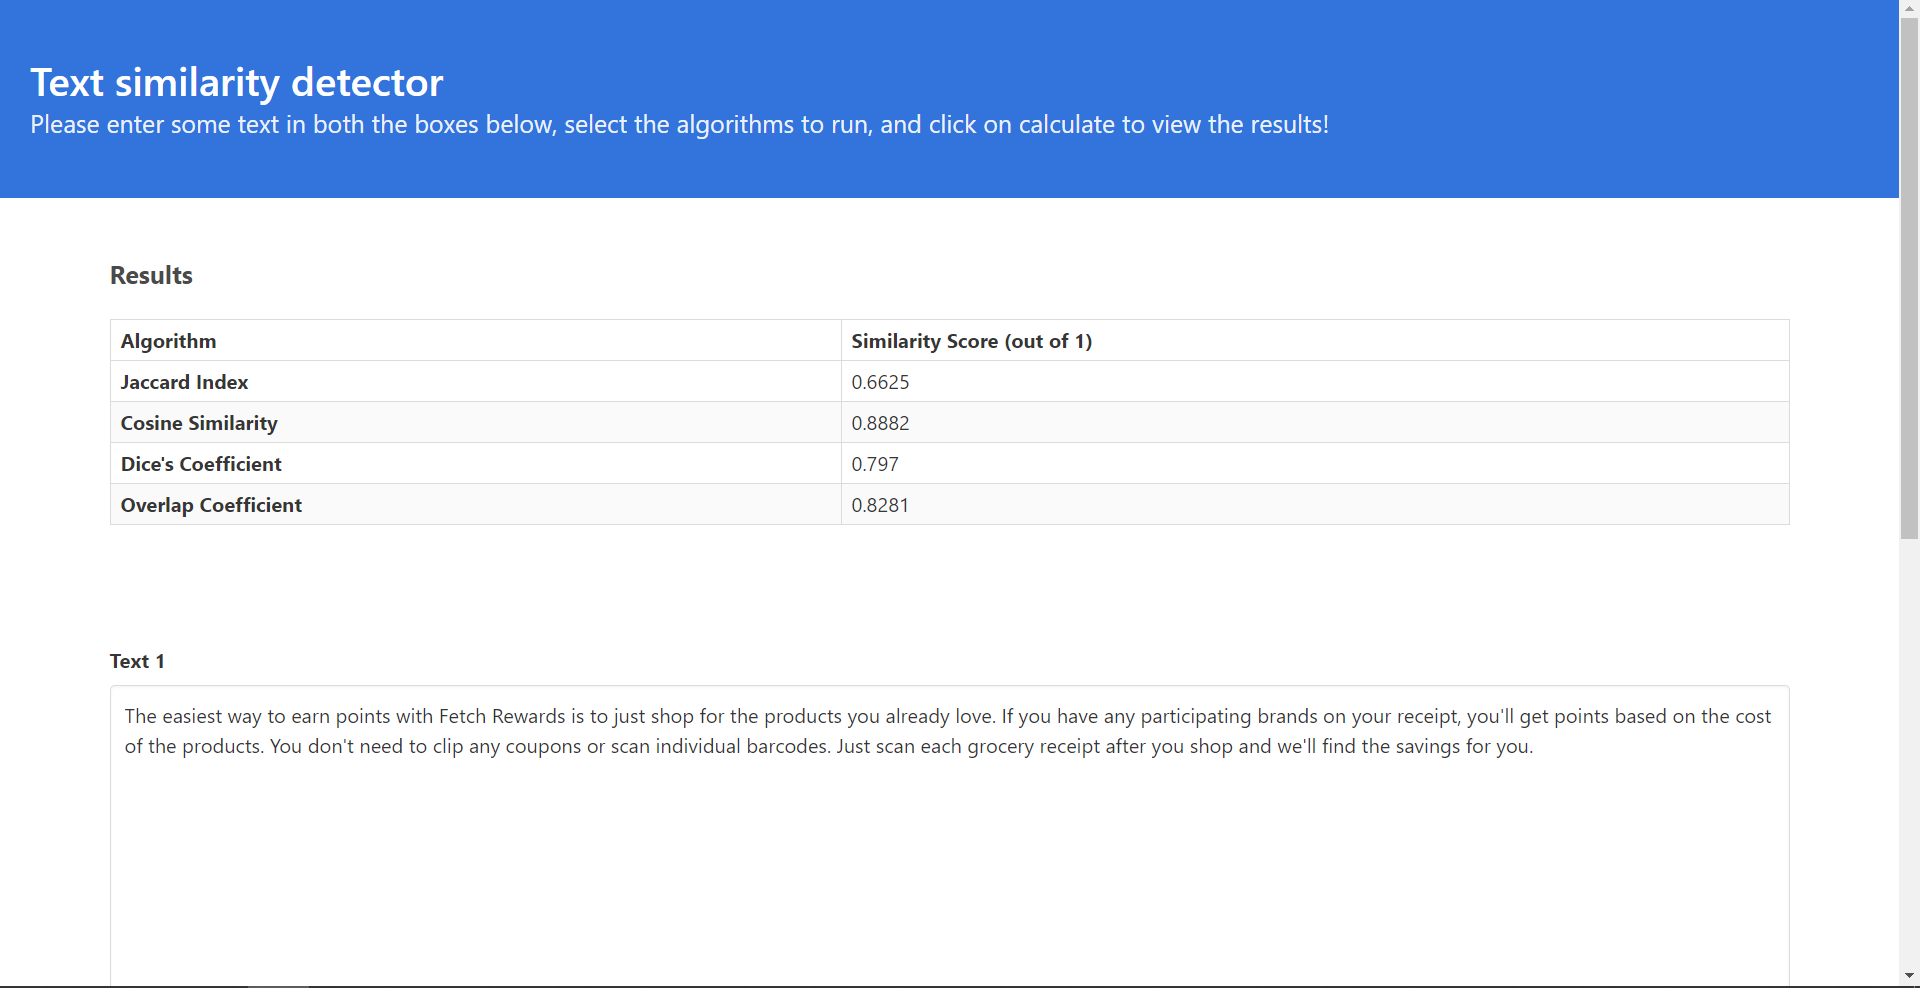 Text similarity detector
Please enter some text in both the boxes below, select the algorithms to run, and click on calculate to view the results!
Results
Algorithm Similarity Score (out of 1)
Jaccard Index 0.6625
Cosine Similarity 0.8882
Dice's Coefficient 0.797
Overlap Coefficient 0.8281
Text 1
The easiest way to earn points with Fetch Rewards is to just shop for the products you already love. If you have any participating brands on your receipt, you'll get points based on the cost
of the products. You don't need to clip any coupons or scan individual barcodes. Just scan each grocery receipt after you shop and we'll find the savings for you.